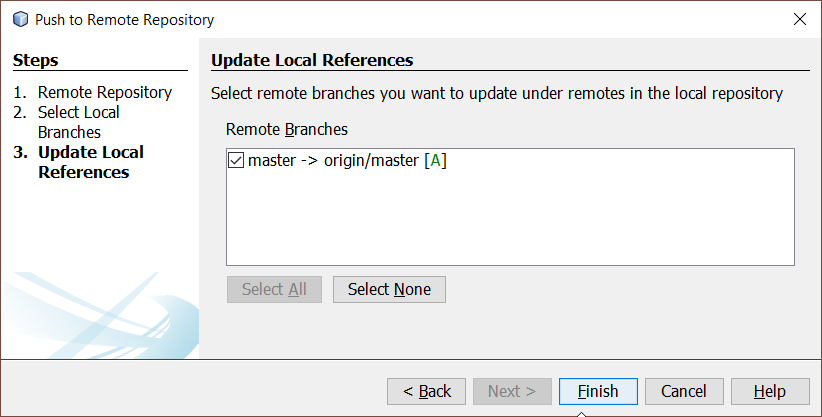 Push to Remote Repository
Steps
1. Remote Repository
2. Select Local
Branches
3. Update Local
References
Update Local References
Select remote branches you want to update under remotes in the local repository
Remote Branches
master -> origin/master [A]
Select All
Select None
< Back
Next >
Finish
Cancel
Help